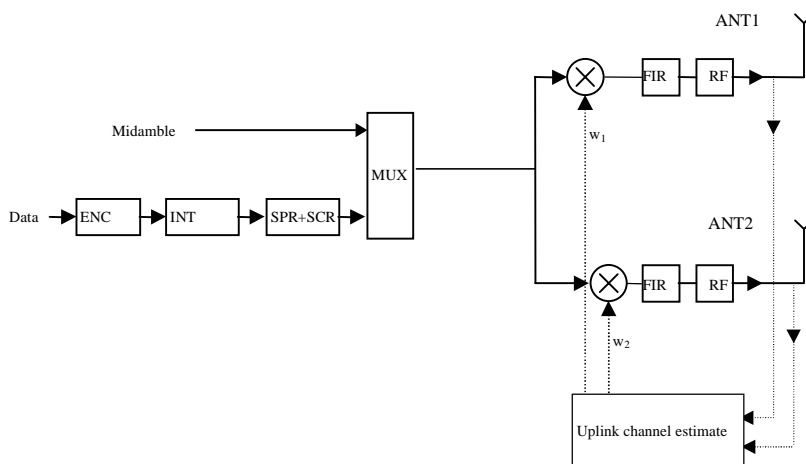 ANT1
FIR
RF
Midamble
w1
MUX
Data
ENC
INT
SPR+SCR
ANT2
FIR
RF
w2
Uplink channel estimate